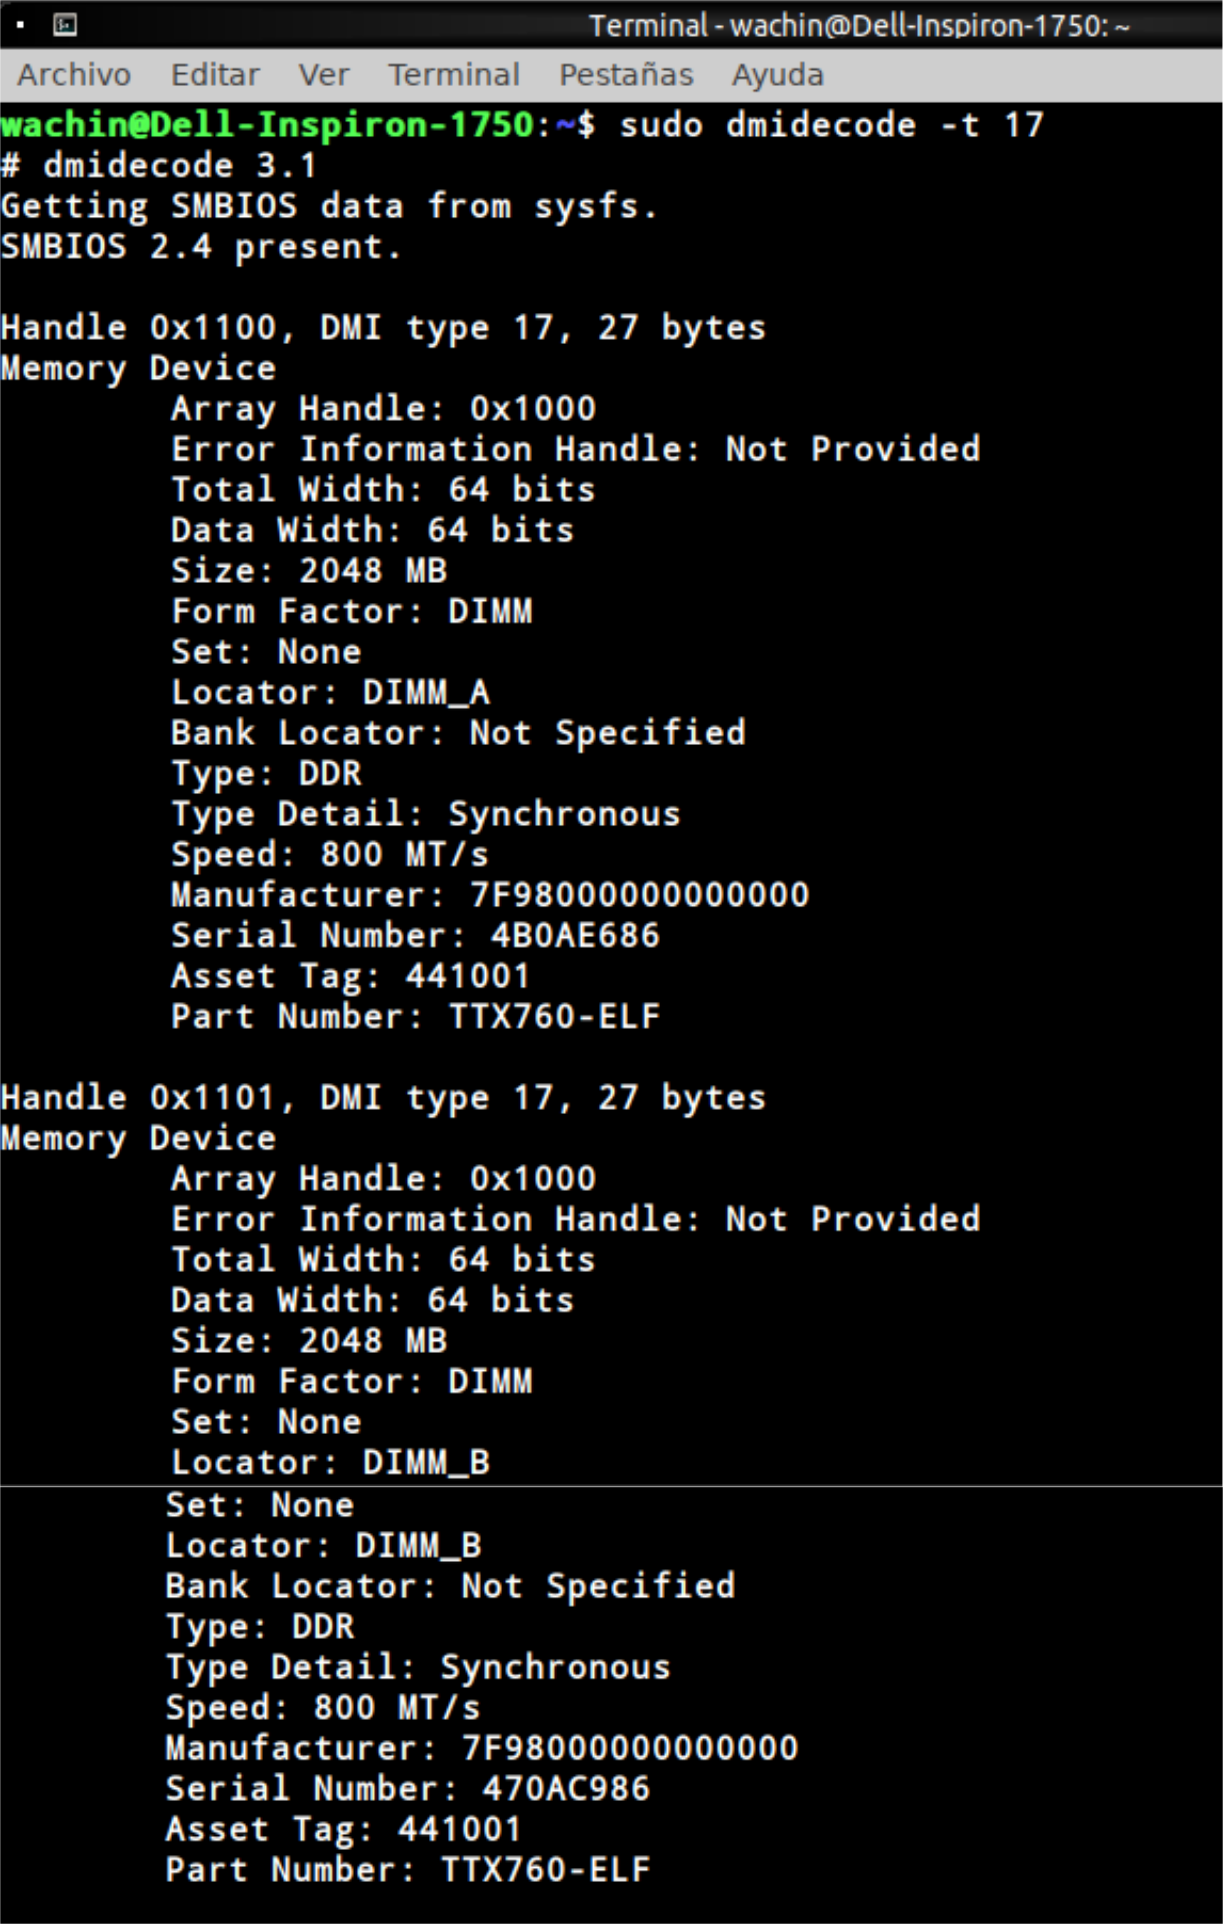 Terminal - wachin@Dell-Inspiron-1750: ~
Archivo Editar Ver Terminal Pestañas Ayuda
wachin@Dell-Inspiron-1750:~$ sudo dmidecode -t 17
# dmidecode 3.1
Getting SMBIOS data from sysfs.
SMBIOS 2.4 present.
Handle 0x1100, DMI type 17, 27 bytes
Memory Device
Array Handle: 0x1000
Error Information Handle: Not Provided
Total Width: 64 bits
Data Width: 64 bits
Size: 2048 MB
Form Factor: DIMM
Set: None
Locator: DIMM_A
Bank Locator: Not Specified
Type: DDR
Type Detail: Synchronous
Speed: 800 MT/s
Manufacturer: 7F98000000000000
Serial Number: 4B0AE686
Asset Tag: 441001
Part Number: TTX760-ELF
Handle 0x1101, DMI type 17, 27 bytes
Memory Device
Array Handle: 0x1000
Error Information Handle: Not Provided
Total Width: 64 bits
Data Width: 64 bits
Size: 2048 MB
Form Factor: DIMM
Set: None
Locator: DIMM_B
Set: None
Locator: DIMM_B
Bank Locator: Not Specified
Type: DDR
Type Detail: Synchronous
Speed: 800 MT/s
Manufacturer: 7F98000000000000
Serial Number: 470AC986
Asset Tag: 441001
Part Number: TTX760-ELF